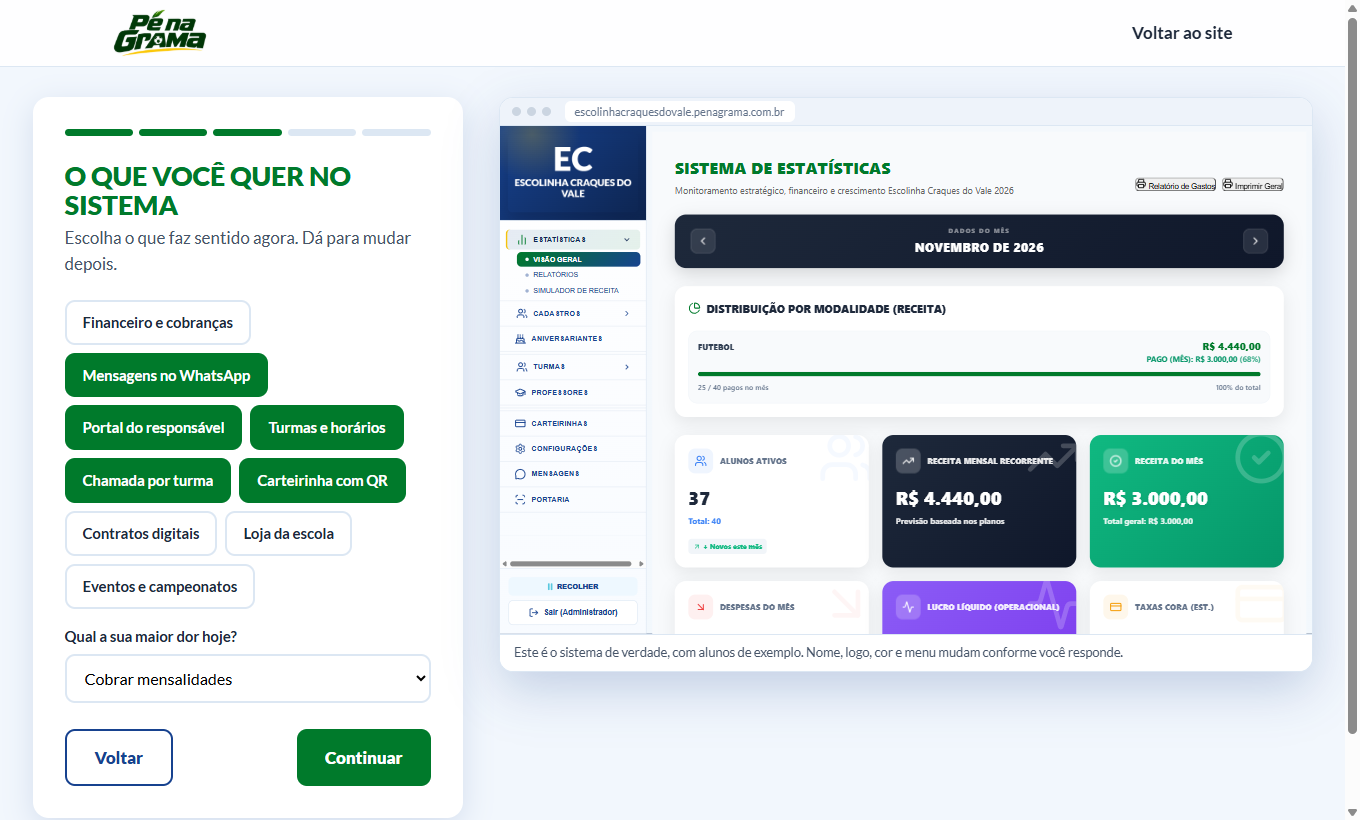 Pé na
GRAMA
Voltar ao site
O QUE VOCÊ QUER NO
SISTEMA
Escolha o que faz sentido agora. Dá para mudar
depois.
Financeiro e cobranças
Mensagens no WhatsApp
Portal do responsável
Turmas e horários
Chamada por turma
Carteirinha com QR
Contratos digitais
Loja da escola
Eventos e campeonatos
Qual a sua maior dor hoje?
Cobrar mensalidades
Voltar
Continuar
escolinhacraquesdovale.penagrama.com.br
EC
ESCOLINHA CRAQUES DO
VALE
ESTATÍSTICAS
VISÃO GERAL
RELATÓRIOS
SIMULADOR DE RECEITA
CADASTROS
ANIVERSARIANTES
TURMAS
PROFESSORES
CARTEIRINHAS
CONFIGURAÇÕES
MENSAGENS
PORTARIA
RECOLHER
Sair (Administrador)
SISTEMA DE ESTATÍSTICAS
Monitoramento estratégico, financeiro e crescimento Escolinha Craques do Vale 2026
Relatório de Gastos
Imprimir Geral
DADOS DO MÊS
NOVEMBRO DE 2026
DISTRIBUIÇÃO POR MODALIDADE (RECEITA)
FUTEBOL
R$ 4.440,00
PAGO (MÊS): R$ 3.000,00 (68%)
25 / 40 pagos no mês
100% do total
ALUNOS ATIVOS
37
Total: 40
+ Novos este mês
RECEITA MENSAL RECORRENTE
R$ 4.440,00
Previsão baseada nos planos
RECEITA DO MÊS
R$ 3.000,00
Total geral: R$ 3.000,00
DESPESAS DO MÊS
LUCRO LÍQUIDO (OPERACIONAL)
TAXAS CORA (EST.)
Este é o sistema de verdade, com alunos de exemplo. Nome, logo, cor e menu mudam conforme você responde.